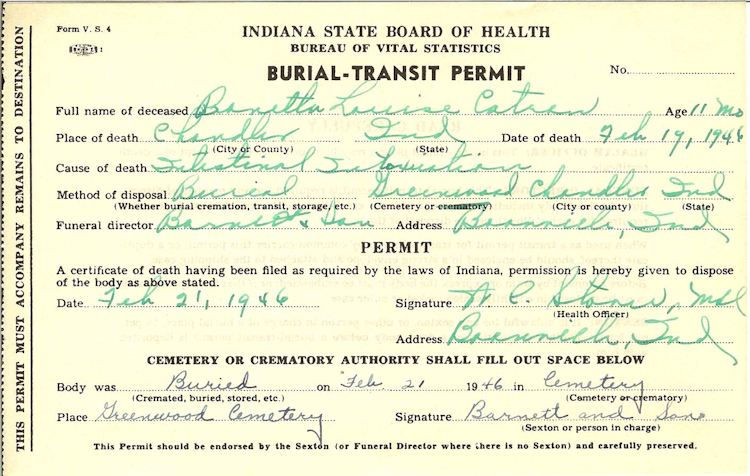 Form V. S. 4
INDIANA STATE BOARD OF HEALTH
BUREAU OF VITAL STATISTICS
BURIAL-TRANSIT PERMIT
No.
Full name of deceased Louise Catren Age 11 Mo
Place of death Chandler Ind Date of death Feb 19, 1946
(City or County) (State)
Cause of death Intestinal
Method of disposal Burial Greenwood Chandler Ind
(Whether burial cremation, transit, storage, etc.) (Cemetery or crematory) (City or county) (State)
Funeral director Barnett & Son Address Boonville, Ind
PERMIT
A certificate of death having been filed as required by the laws of Indiana, permission is hereby given to dispose
of the body as above stated.
Date Feb 21, 1946 Signature W. C. M.D.
(Health Officer)
Address Boonville, Ind
CEMETERY OR CREMATORY AUTHORITY SHALL FILL OUT SPACE BELOW
Body was Buried on Feb. 21 1946 in Cemetery
(Cremated, buried, stored, etc.) (Cemetery or crematory)
Place Greenwood Cemetery Signature Barnett and Sons
(Sexton or person in charge)
This Permit should be endorsed by the Sexton (or Funeral Director where there is no Sexton) and carefully preserved.
THIS PERMIT MUST ACCOMPANY REMAINS TO DESTINATION